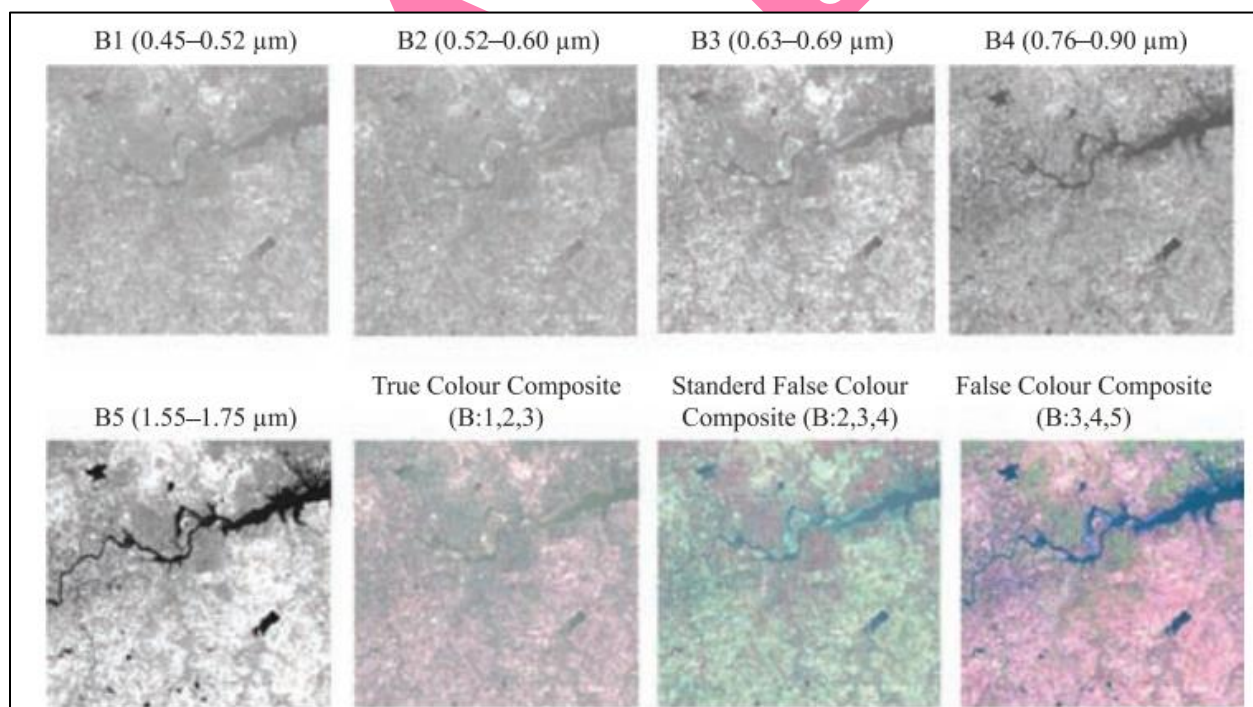 B1 (0.45–0.52 µm)
B2 (0.52–0.60 µm)
B3 (0.63–0.69 µm)
B4 (0.76–0.90 µm)
B5 (1.55–1.75 µm)
True Colour Composite
(B:1,2,3)
Standerd False Colour
Composite (B:2,3,4)
False Colour Composite
(B:3,4,5)